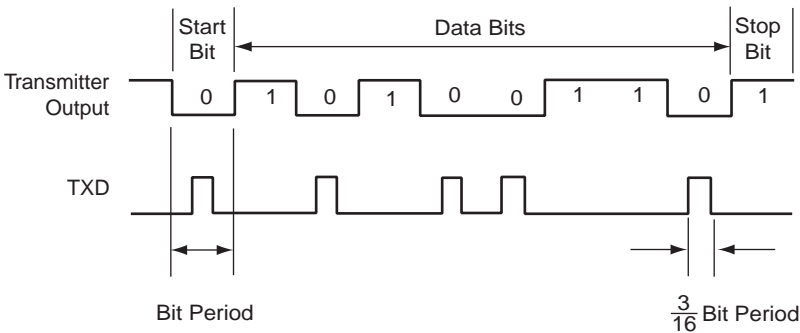 Start
Bit
Data Bits
Stop
Bit
Transmitter
Output
0 1 0 1 0 0 1 1 0 1
TXD
Bit Period
3
16 Bit Period